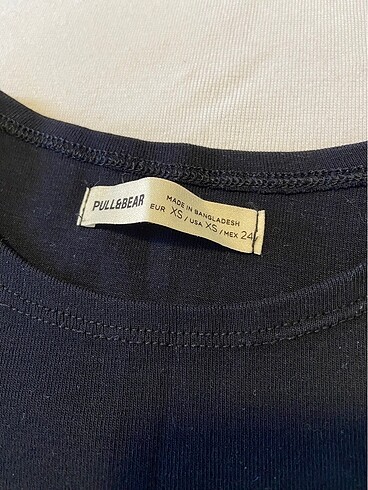 PULL&BEAR
MADE IN BANGLADESH
EUR XS / USA XS / MEX 24